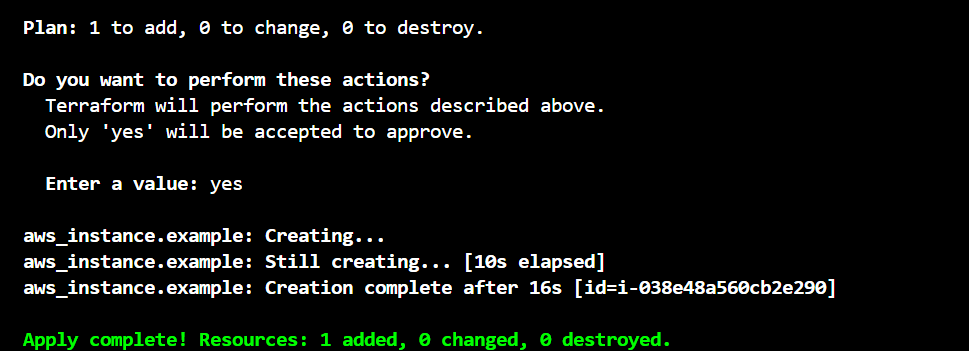 Plan: 1 to add, 0 to change, 0 to destroy.
Do you want to perform these actions?
Terraform will perform the actions described above.
Only 'yes' will be accepted to approve.
Enter a value: yes
aws_instance.example: Creating...
aws_instance.example: Still creating... [10s elapsed]
aws_instance.example: Creation complete after 16s [id=i-038e48a560cb2e290]
Apply complete! Resources: 1 added, 0 changed, 0 destroyed.